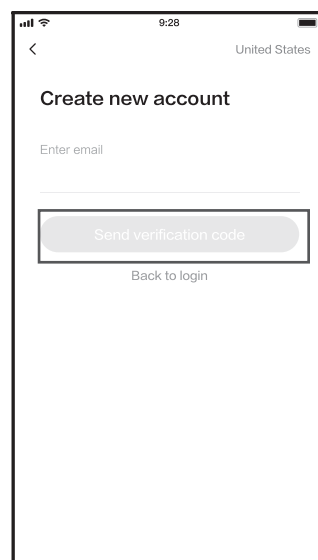 9:28
United States
Create new account
Enter email
Send verification code
Back to login